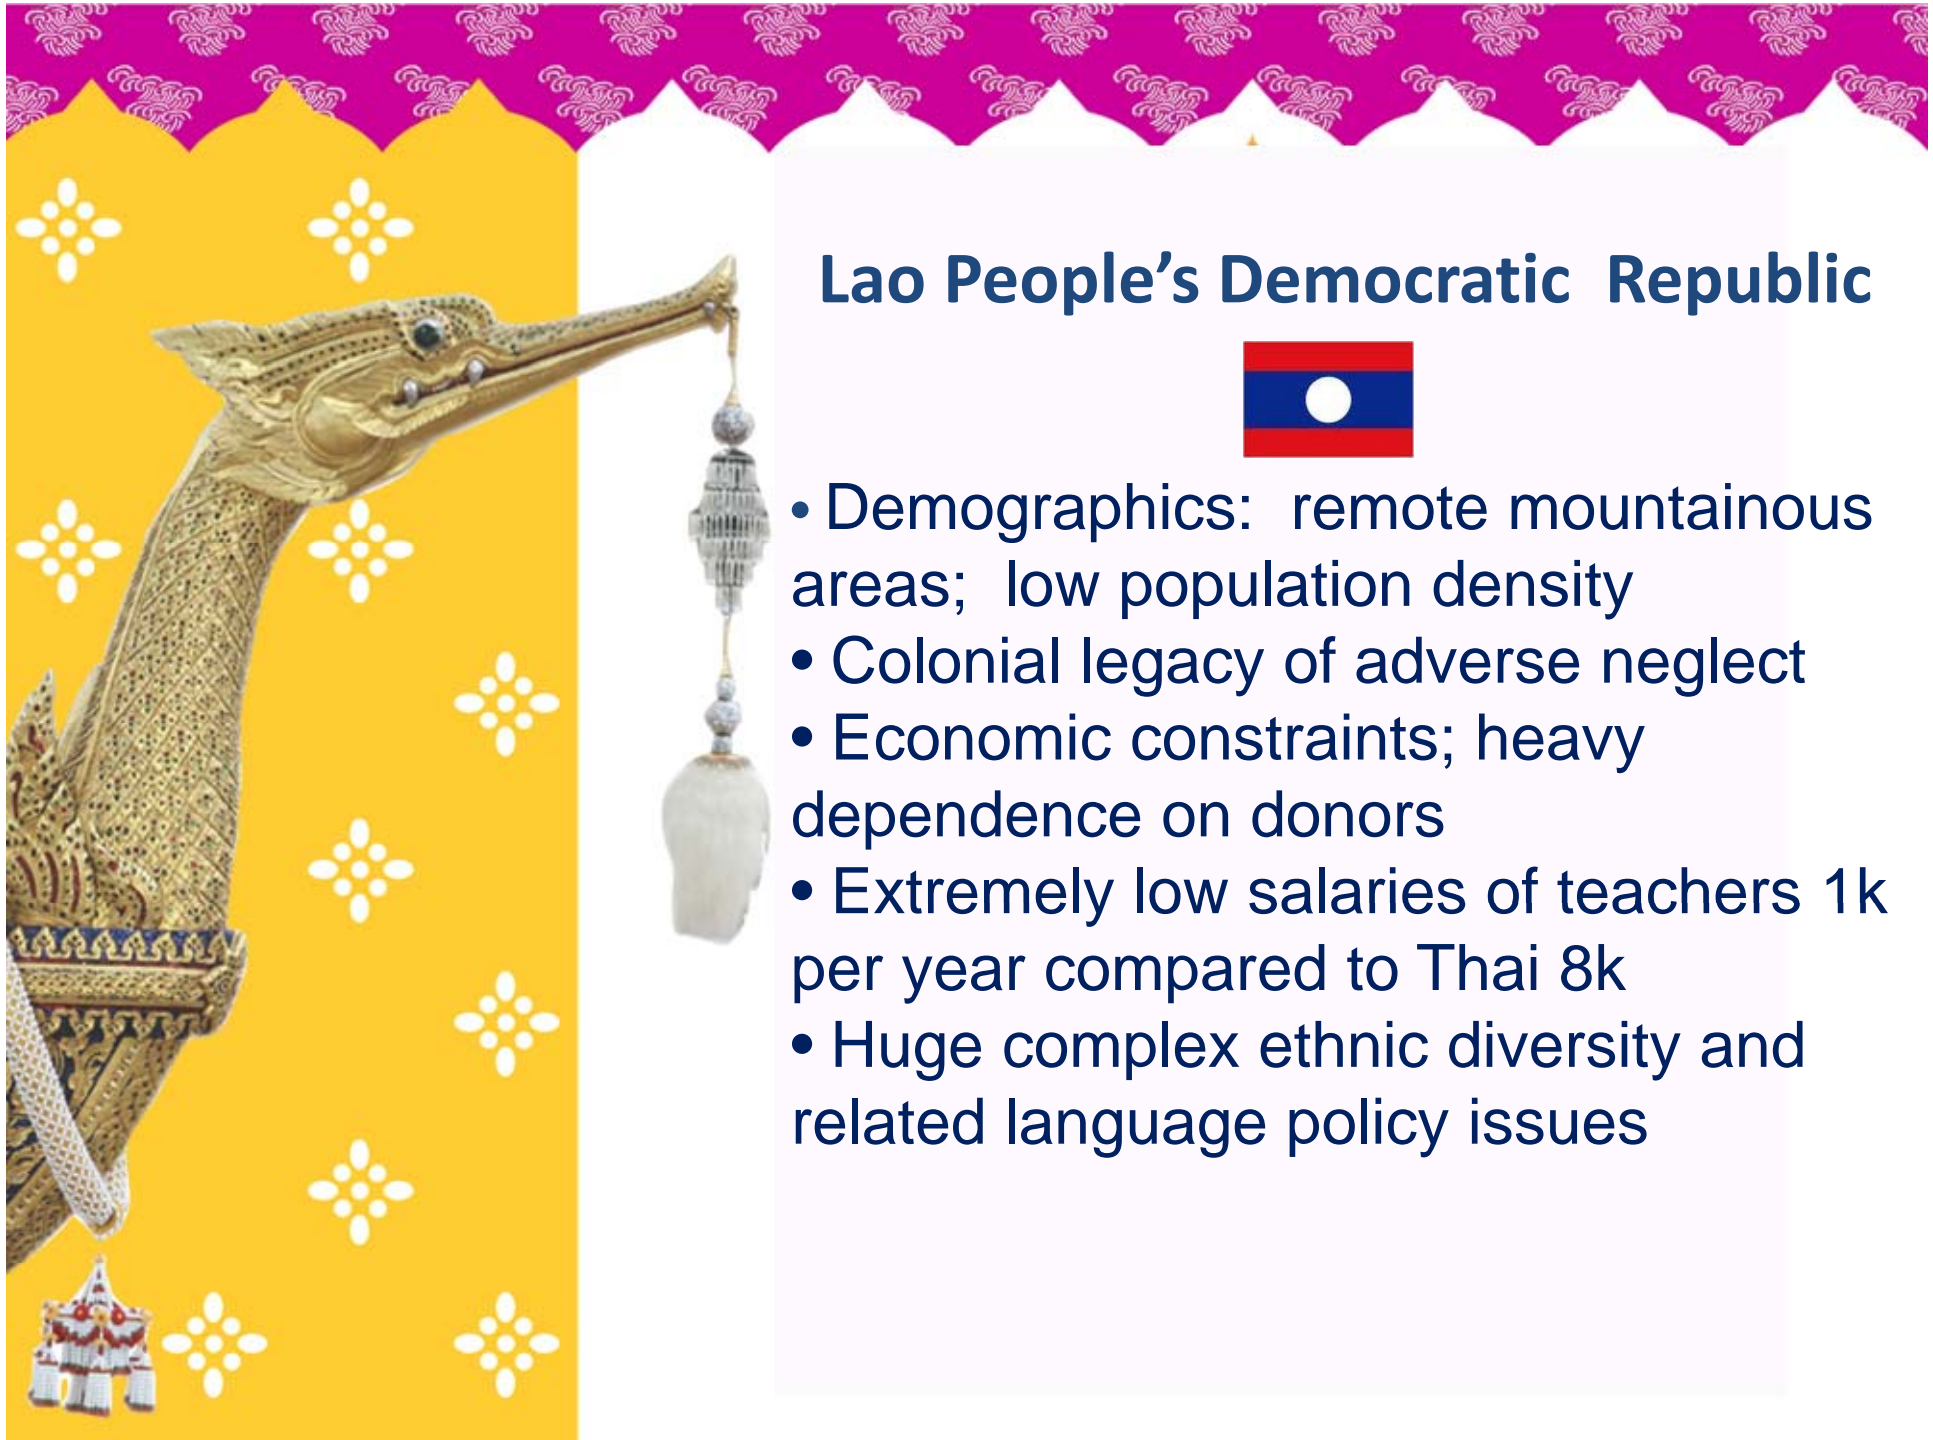 Lao People’s Democratic  Republic
• Demographics:  remote mountainous
areas;  low population density
• Colonial legacy of adverse neglect
• Economic constraints; heavy
dependence on donors
• Extremely low salaries of teachers 1k
per year compared to Thai 8k
• Huge complex ethnic diversity and
related language policy issues